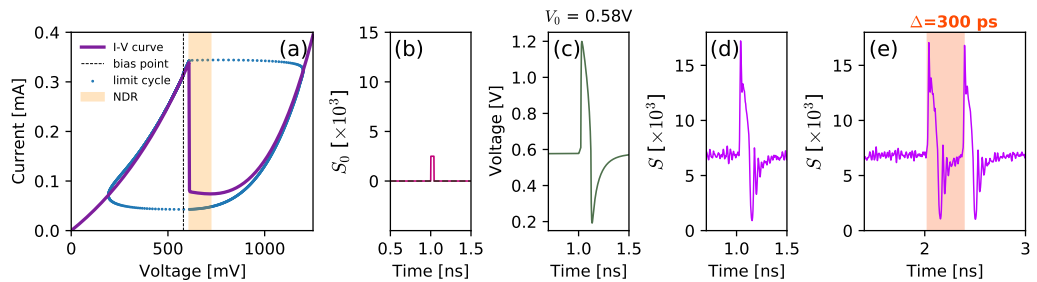 V₀ = 0.58V
Δ=300 ps
(a)
I-V curve
bias point
limit cycle
NDR
Current [mA]
0.4
0.3
0.2
0.1
0.0
0
500
1000
Voltage [mV]
(b)
S₀ [×10³]
15
10
5
0
0.5
1.0
1.5
Time [ns]
(c)
Voltage [V]
1.2
1.0
0.8
0.6
0.4
0.2
1.0
1.5
Time [ns]
(d)
S [×10³]
15
10
5
0
1.0
1.5
Time [ns]
(e)
S [×10³]
15
10
5
0
2
3
Time [ns]